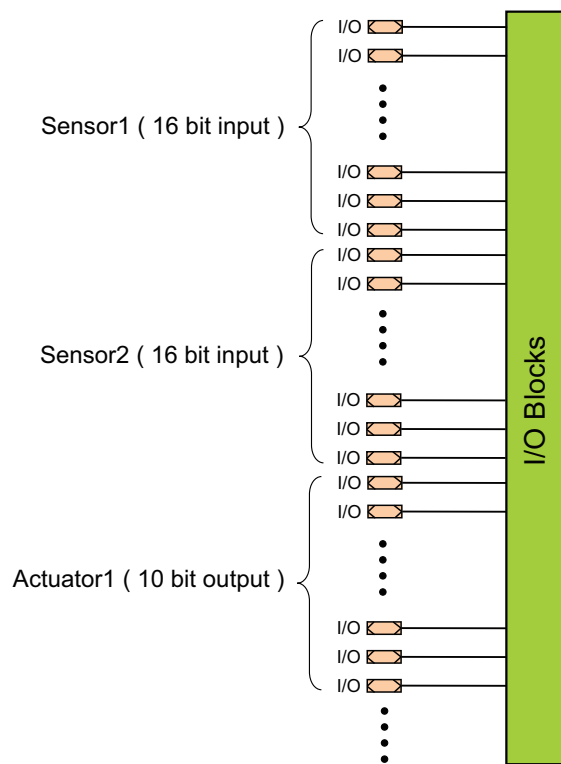 I/O
I/O
Sensor1 ( 16 bit input )
I/O
I/O
I/O
I/O
I/O
Sensor2 ( 16 bit input )
I/O
I/O
I/O
I/O
I/O
Actuator1 ( 10 bit output )
I/O
I/O
I/O
I/O Blocks